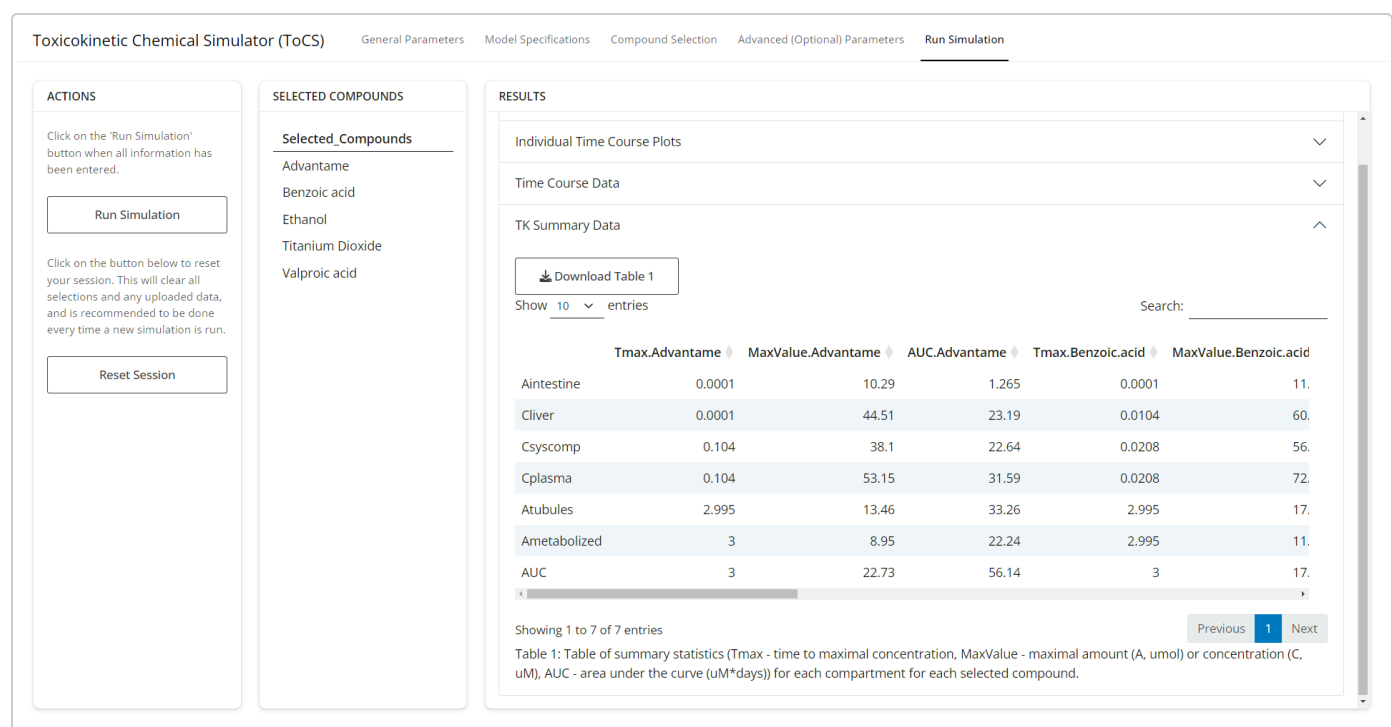 Toxicokinetic Chemical Simulator (ToCS) General Parameters Model Specifications Compound Selection Advanced (Optional) Parameters Run Simulation
ACTIONS
Click on the 'Run Simulation'
button when all information has
been entered.
Run Simulation
Click on the button below to reset
your session. This will clear all
selections and any uploaded data,
and is recommended to be done
every time a new simulation is run.
Reset Session
SELECTED COMPOUNDS
Selected_Compounds
Advantame
Benzoic acid
Ethanol
Titanium Dioxide
Valproic acid
RESULTS
Individual Time Course Plots
Time Course Data
TK Summary Data
Download Table 1
Show 10 entries Search:
Tmax.Advantame MaxValue.Advantame AUC.Advantame Tmax.Benzoic.acid MaxValue.Benzoic.acid
Aintestine 0.0001 10.29 1.265 0.0001 11.
Cliver 0.0001 44.51 23.19 0.0104 60.
Csyscomp 0.104 38.1 22.64 0.0208 56.
Cplasma 0.104 53.15 31.59 0.0208 72.
Atubules 2.995 13.46 33.26 2.995 17.
Ametabolized 3 8.95 22.24 2.995 11.
AUC 3 22.73 56.14 3 17.
Showing 1 to 7 of 7 entries Previous 1 Next
Table 1: Table of summary statistics (Tmax - time to maximal concentration, MaxValue - maximal amount (A, umol) or concentration (C,
uM), AUC - area under the curve (uM*days)) for each compartment for each selected compound.